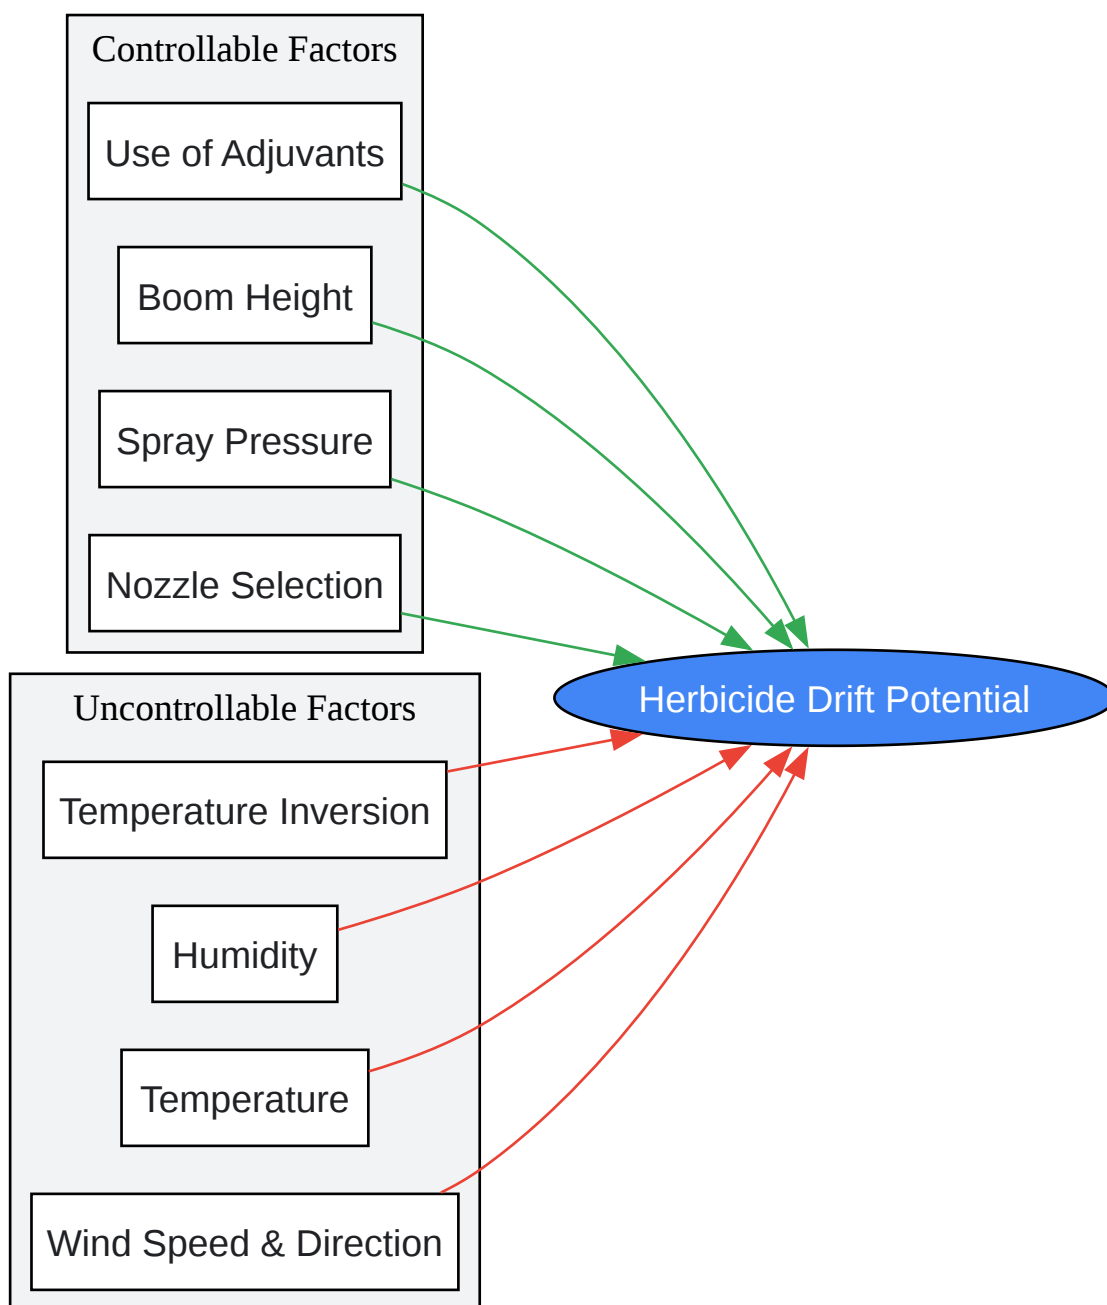 Controllable Factors
Use of Adjuvants
Boom Height
Spray Pressure
Nozzle Selection
Herbicide Drift Potential
Uncontrollable Factors
Temperature Inversion
Humidity
Temperature
Wind Speed & Direction